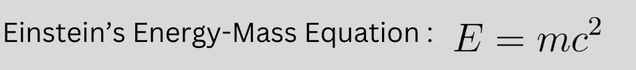 Einstein’s Energy-Mass Equation : E = mc²